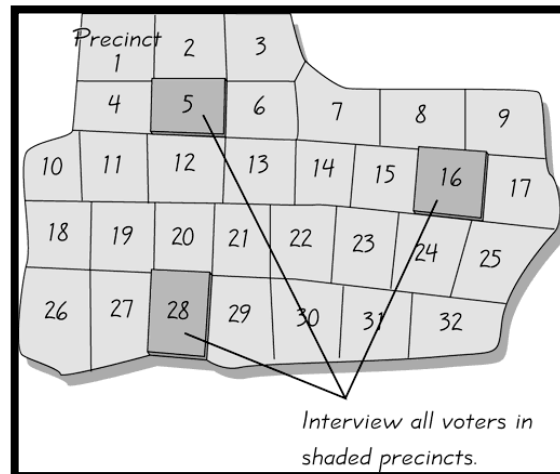 Precinct
1 2 3
4 5 6 7 8 9
10 11 12 13 14 15 16 17
18 19 20 21 22 23 24 25
26 27 28 29 30 31 32
Interview all voters in
shaded precincts.